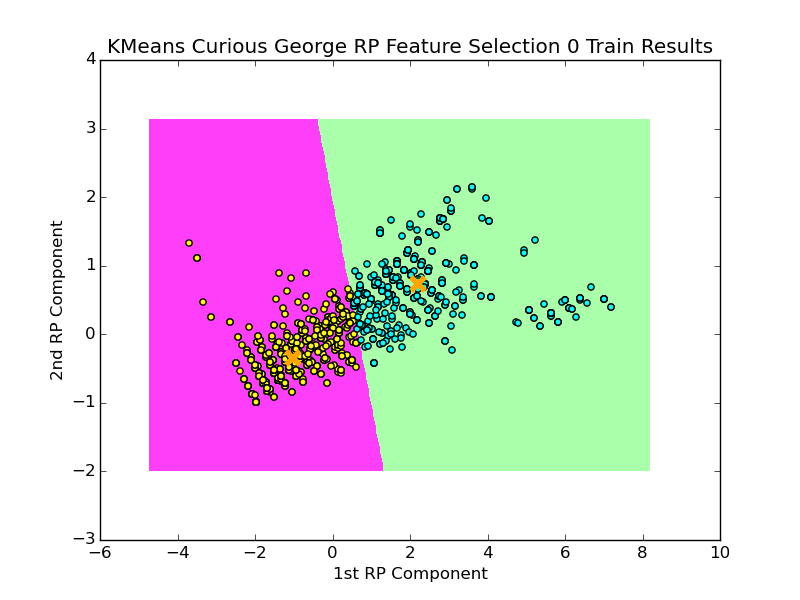 KMeans Curious George RP Feature Selection 0 Train Results
4
3
2
1
0
−1
−2
−3
2nd RP Component
−6 −4 −2 0 2 4 6 8 10
1st RP Component